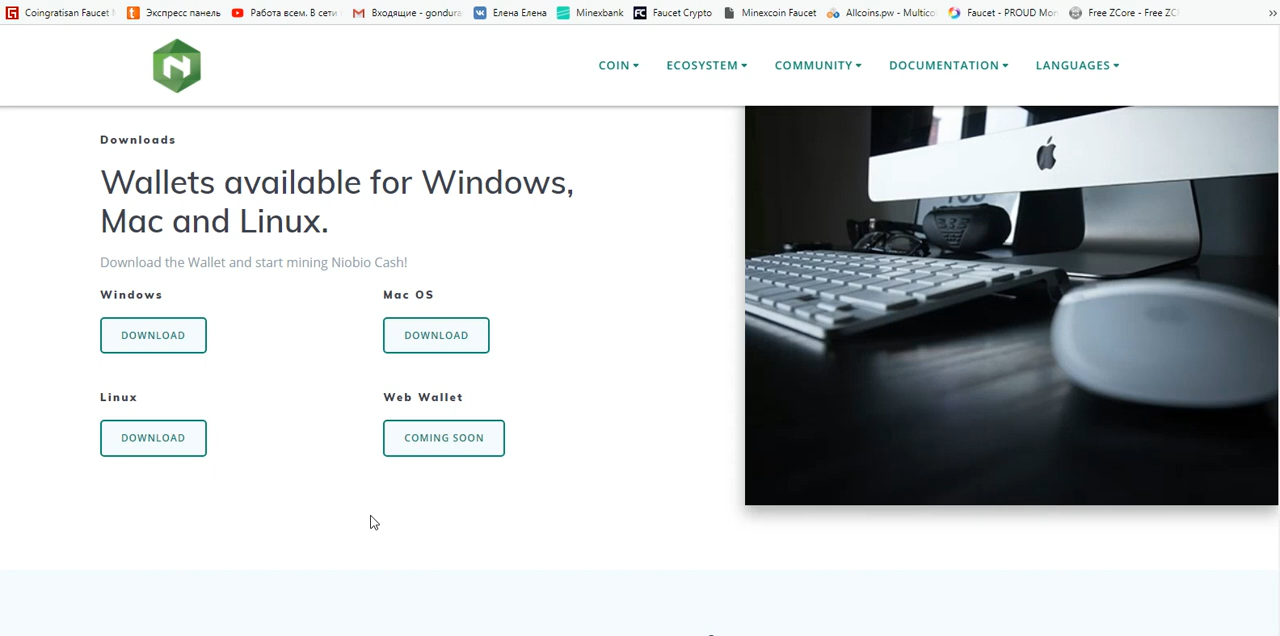 Coingratisan Faucet
Экспресс панель
Работа всем. В сети
Входящие - gondura
Елена Елена
Minexbank
FC
Faucet Crypto
Minexcoin Faucet
Allcoins.pw - Multico
Faucet - PROUD Mon
Free ZCore - Free ZC
»
N
COIN
ECOSYSTEM
COMMUNITY
DOCUMENTATION
LANGUAGES
Downloads
Wallets available for Windows,
Mac and Linux.
Download the Wallet and start mining Niobio Cash!
Windows
Mac OS
DOWNLOAD
DOWNLOAD
Linux
Web Wallet
DOWNLOAD
COMING SOON